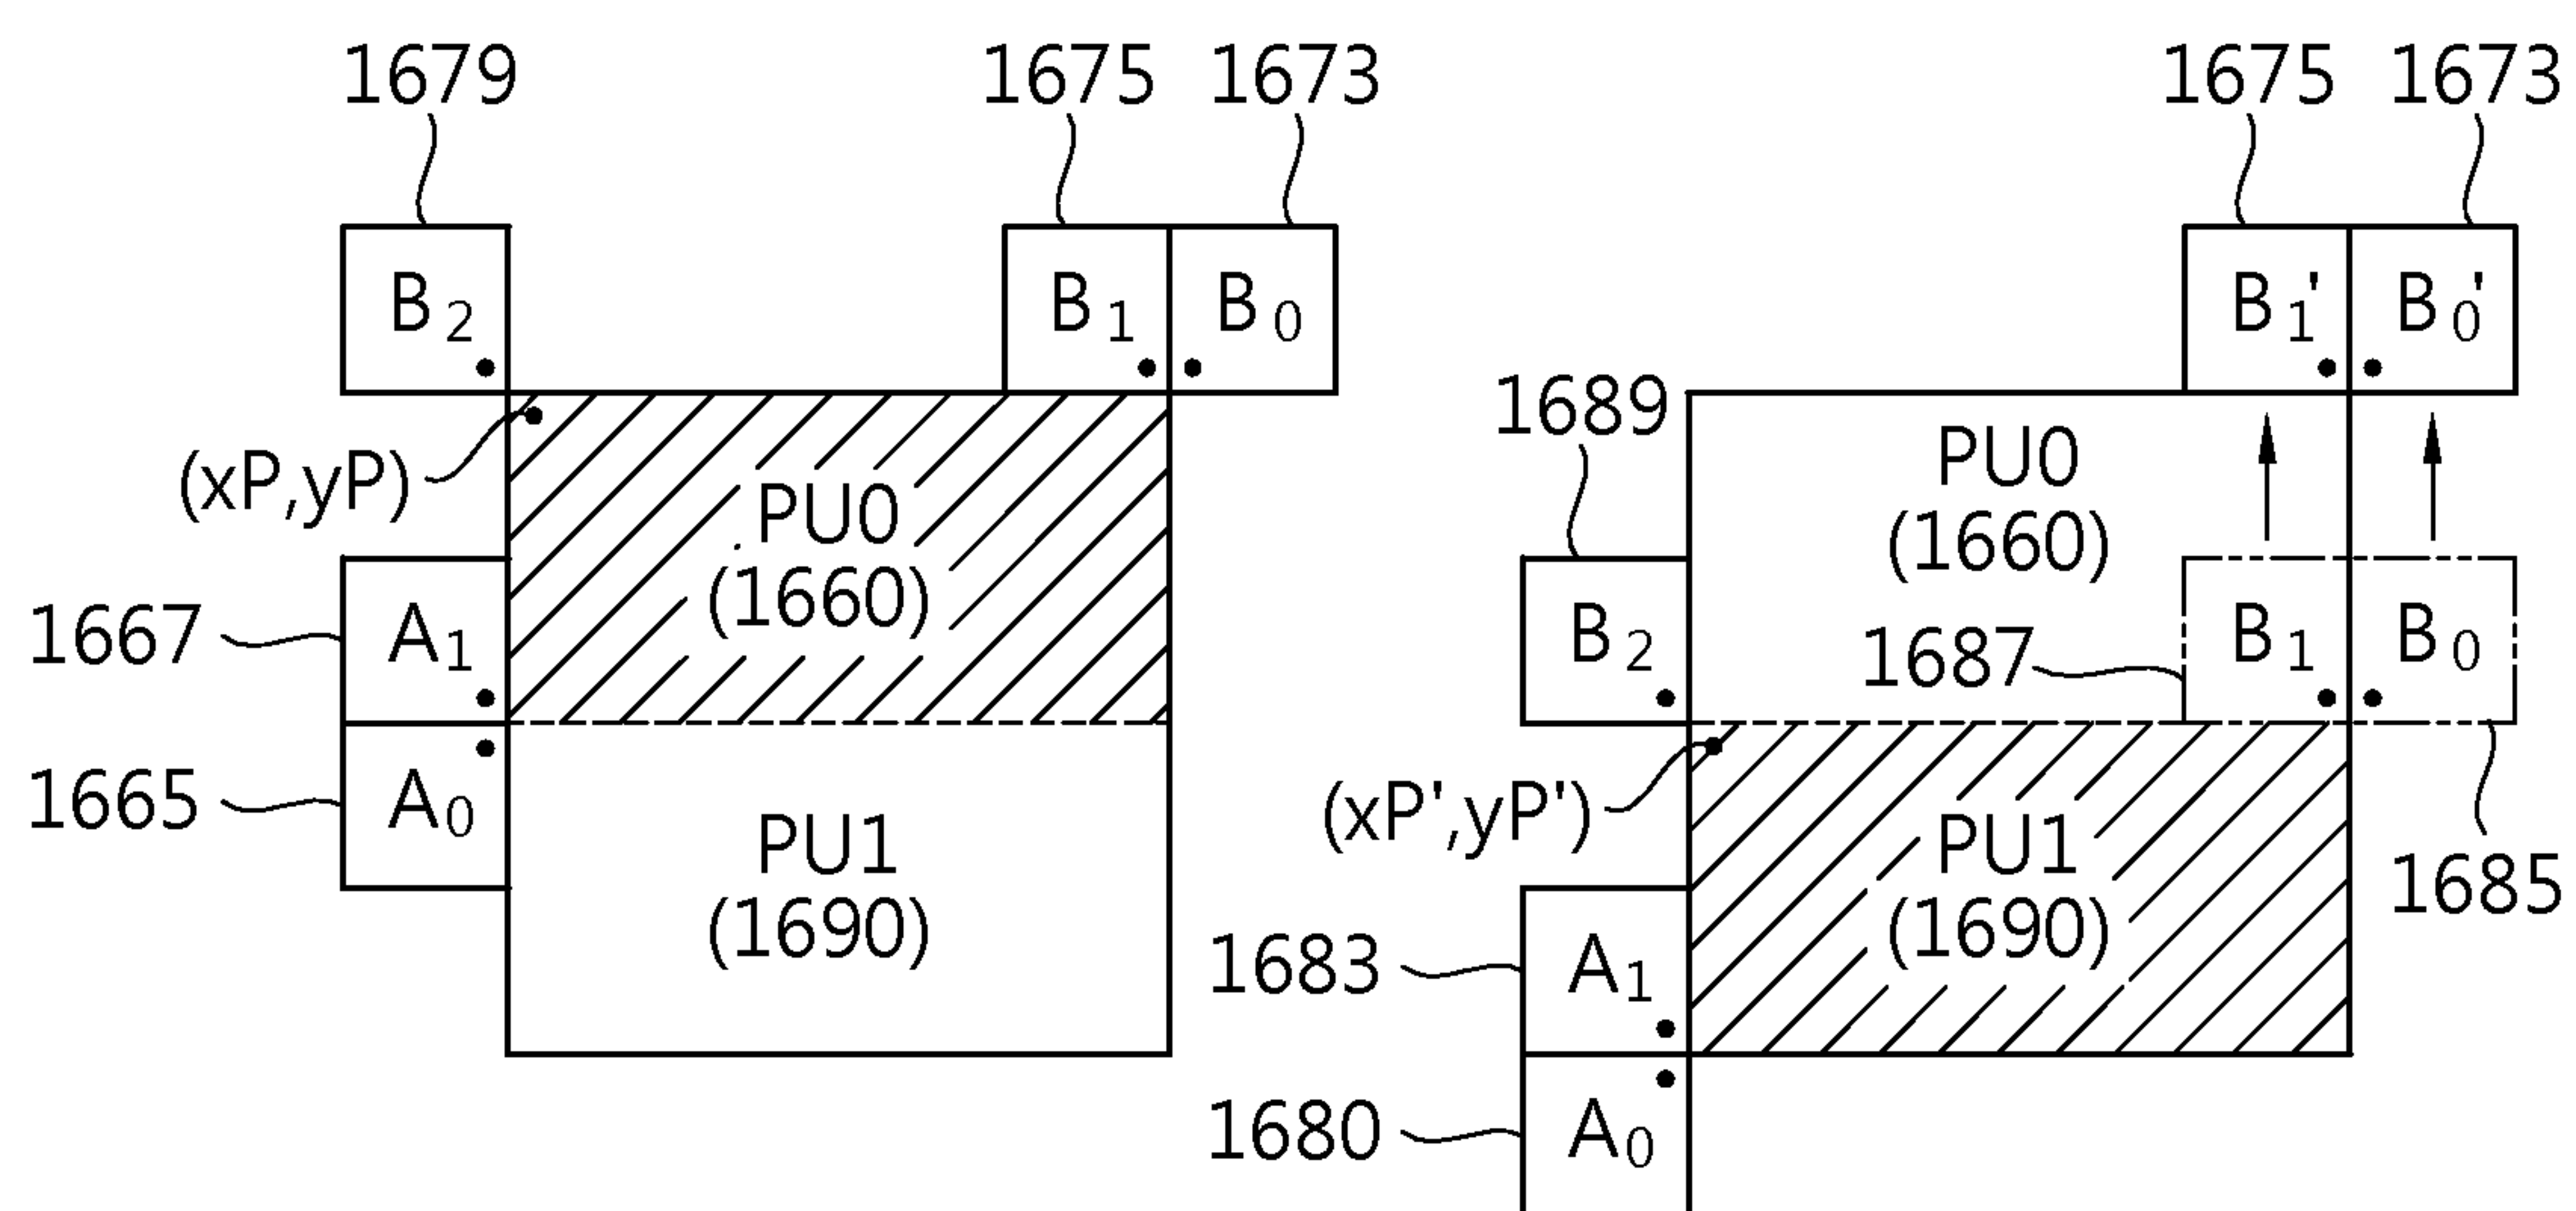 1679
1675
1673
B2
B1
B0
(xP,yP)
PU0
(1660)
1667
A1
1665
A0
PU1
(1690)
1675
1673
B1'
B0'
1689
PU0
(1660)
B2
1687
B1
B0
(xP',yP')
1685
PU1
(1690)
1683
A1
1680
A0